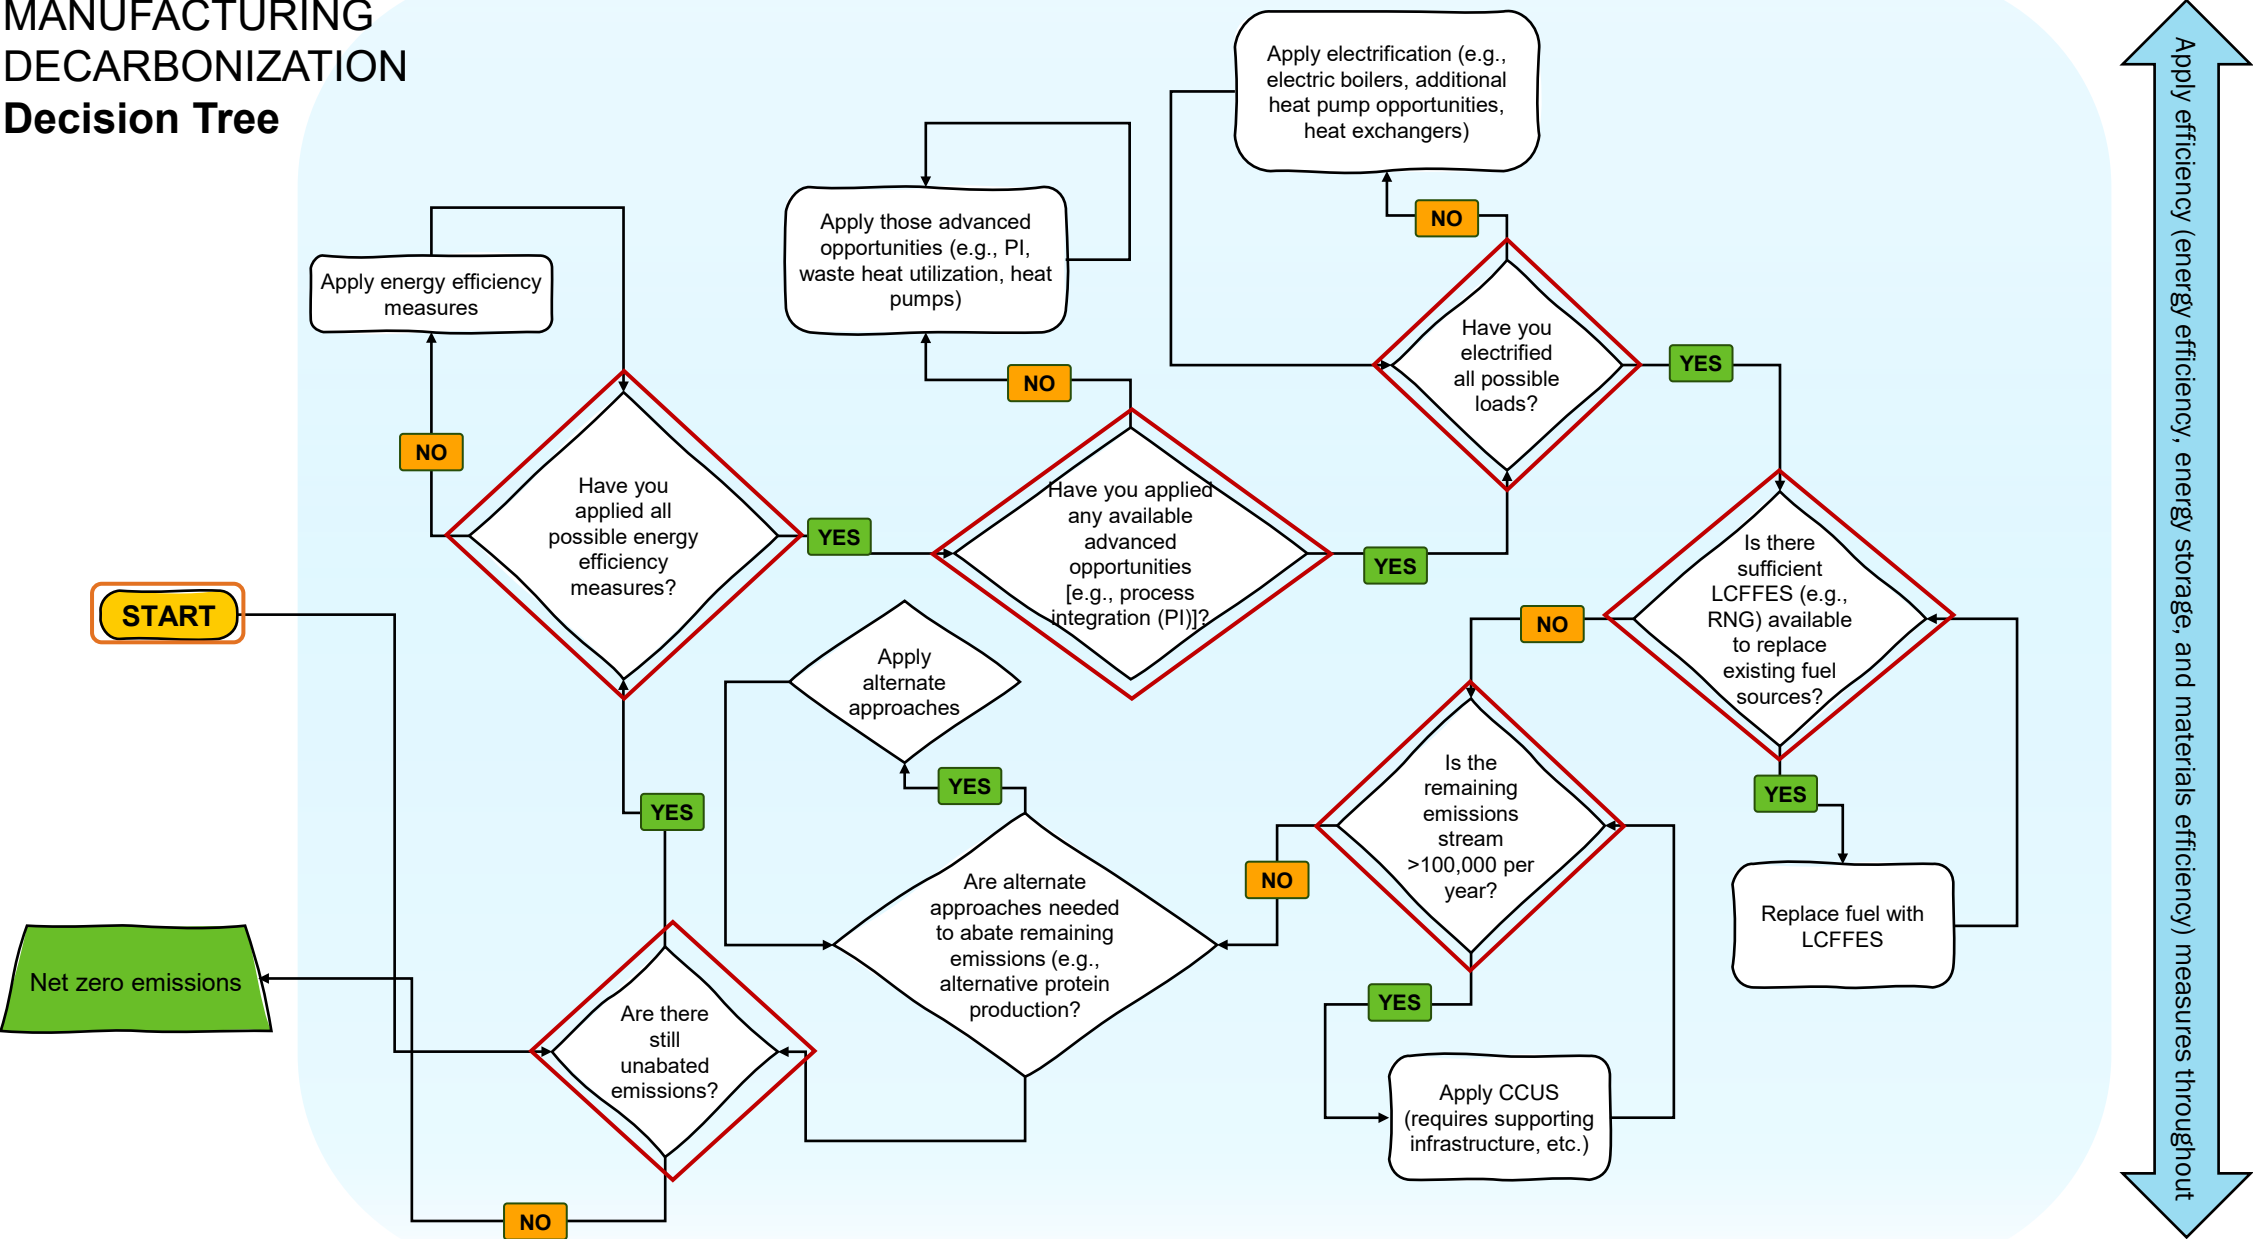 MANUFACTURING
DECARBONIZATION
Decision Tree
Apply electrification (e.g.,
electric boilers, additional
heat pump opportunities,
heat exchangers)
NO
Apply those advanced
opportunities (e.g., PI,
waste heat utilization, heat
pumps)
NO
Apply energy efficiency
measures
NO
Have you
electrified
all possible
loads?
YES
Have you
applied all
possible energy
efficiency
measures?
YES
Have you applied
any available
advanced
opportunities
[e.g., process
integration (PI)]?
YES
Is there
sufficient
LCFFES (e.g.,
RNG) available
to replace
existing fuel
sources?
NO
YES
START
Apply
alternate
approaches
YES
YES
Is the
remaining
emissions
stream
>100,000 per
year?
NO
YES
Replace fuel with
LCFFES
Are alternate
approaches needed
to abate remaining
emissions (e.g.,
alternative protein
production?
Net zero emissions
Are there
still
unabated
emissions?
Apply CCUS
(requires supporting
infrastructure, etc.)
NO
Apply efficiency (energy efficiency, energy storage, and materials efficiency) measures throughout